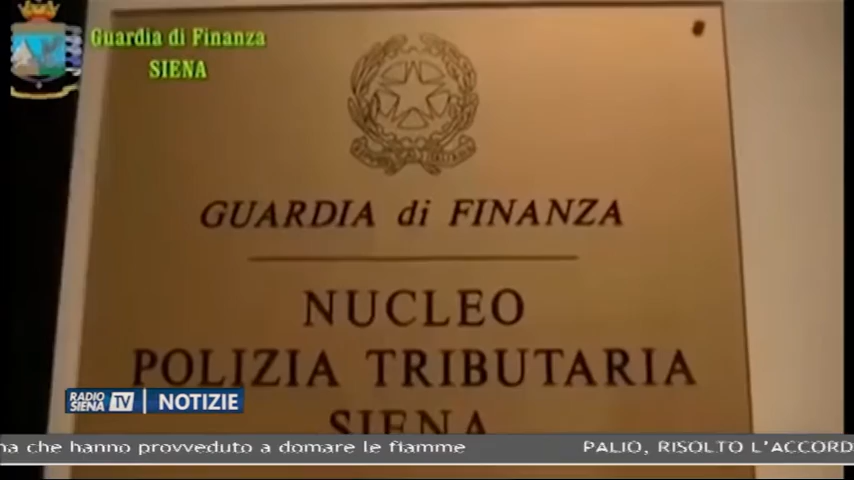 Guardia di Finanza
SIENA
GUARDIA di FINANZA
NUCLEO
POLIZIA TRIBUTARIA
SIENA
RADIO SIENA TV NOTIZIE
na che hanno provveduto a domare le fiamme PALIO, RISOLTO L'ACCORD